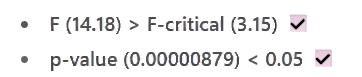 • F (14.18) > F-critical (3.15) ✔
• p-value (0.00000879) < 0.05 ✔